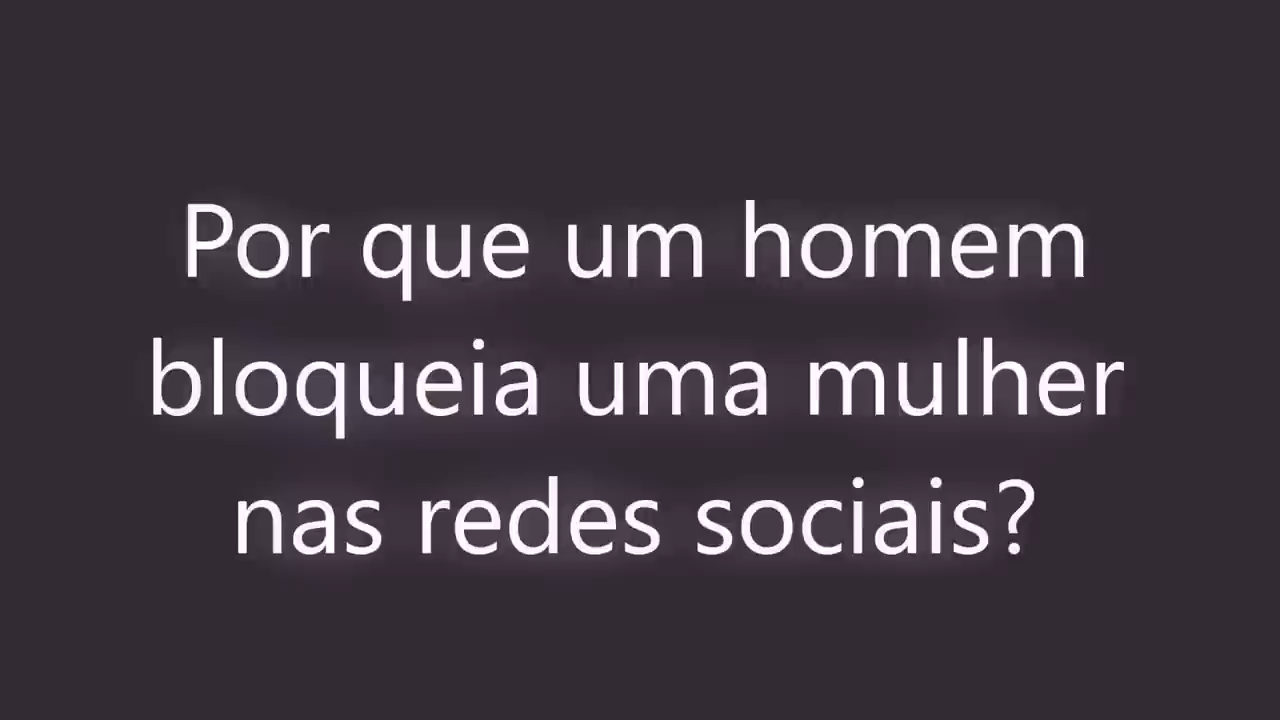 Por que um homem
bloqueia uma mulher
nas redes sociais?